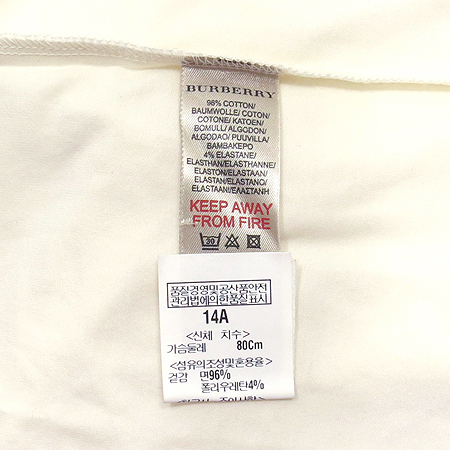 BURBERRY
96% COTTON/
BAUMWOLLE/ COTON/
COTONE/ KATOEN/
BOMULL/ ALGODON/
ALGODAO/ PUUVILLA/
BAMBAKEPO
4% ELASTANE/
ELASTHAN/ELASTHANNE/
ELASTON/ELASTAAN/
ELASTAN/ELASTANO/
ELASTAANI/ΕΛΑΣΤΑΝΗ
KEEP AWAY
FROM FIRE
30
품질경영및공산품안전
관리법에의한품질표시
14A
<신체 치수>
가슴둘레 80Cm
<섬유의조성및혼용율>
겉감 면96%
폴리우레탄4%